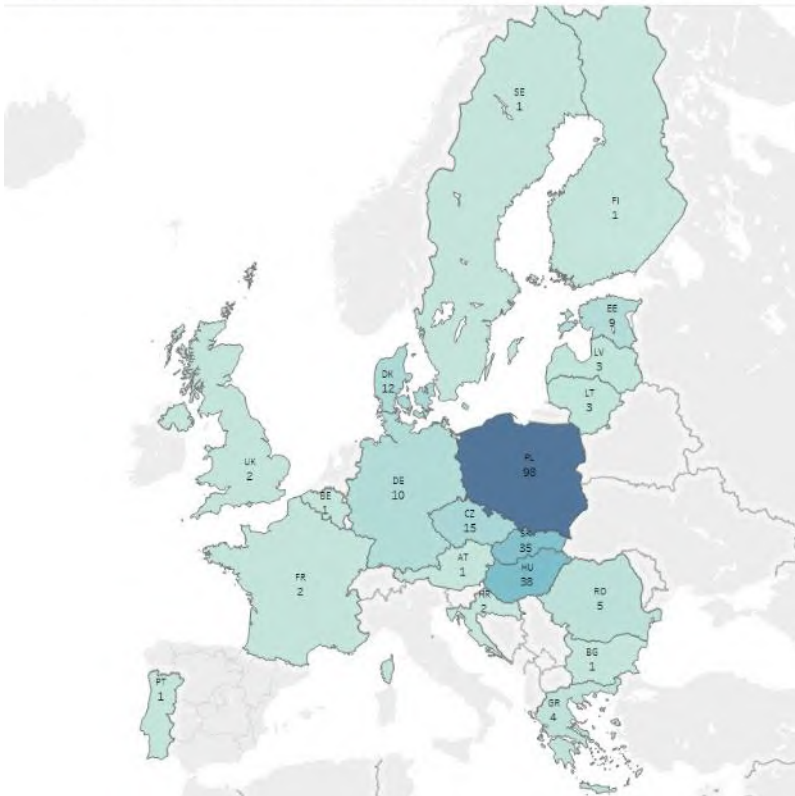 SE
1
FI
1
EE
9
LV
3
LT
3
DK
12
PL
98
UK
2
DE
10
BE
1
CZ
15
35
AT
1
HU
38
FR
2
HR
2
RO
5
BG
1
PT
1
GR
4